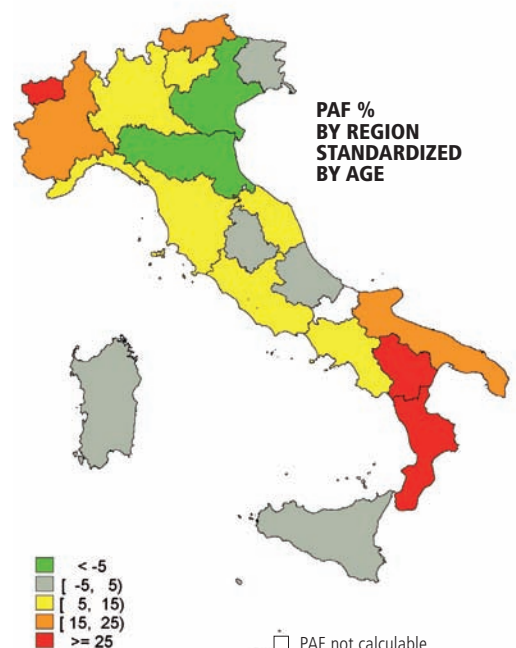 PAF %
BY REGION
STANDARDIZED
BY AGE
< -5
[ -5, 5)
[ 5, 15)
[ 15, 25)
>= 25
* PAF not calculable